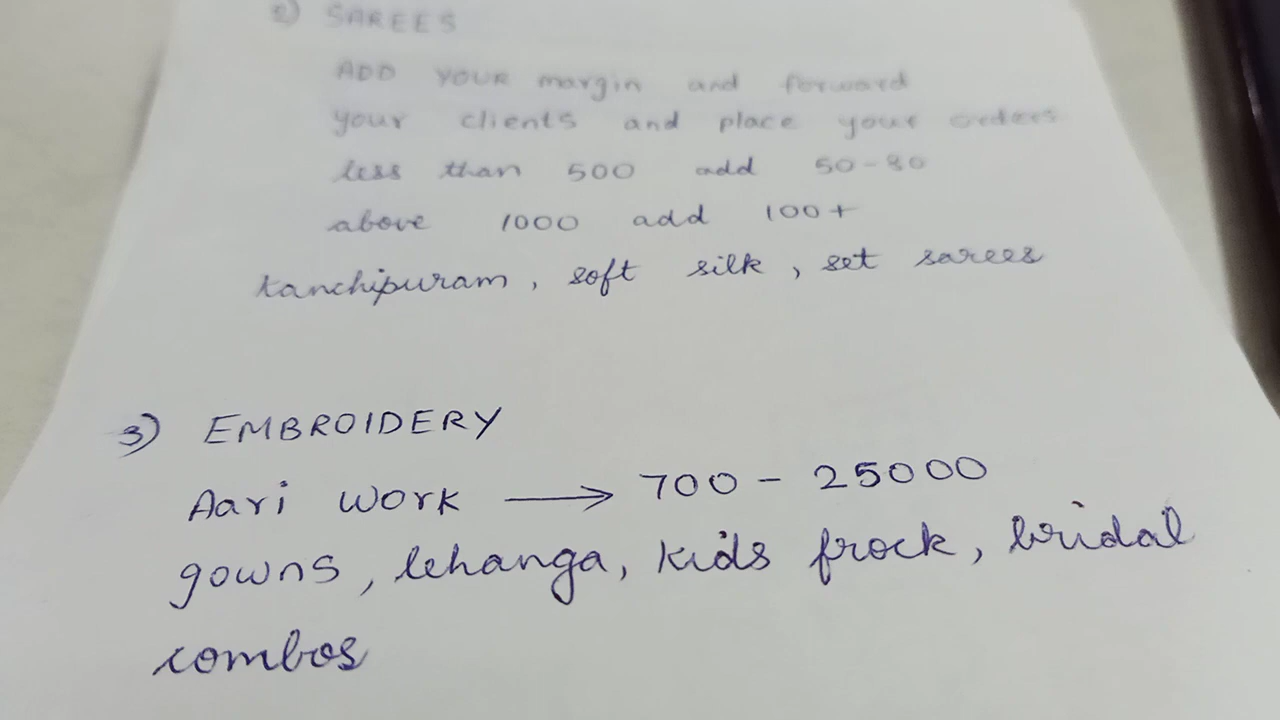 2) SAREES
ADD YOUR margin and forward
your clients and place your orders
less than 500 add 50-80
above 1000 add 100+
kanchipuram, soft silk, set sarees
3) EMBROIDERY
Aari work → 700 - 25000
gowns, lehanga, kids frock, bridal
combos